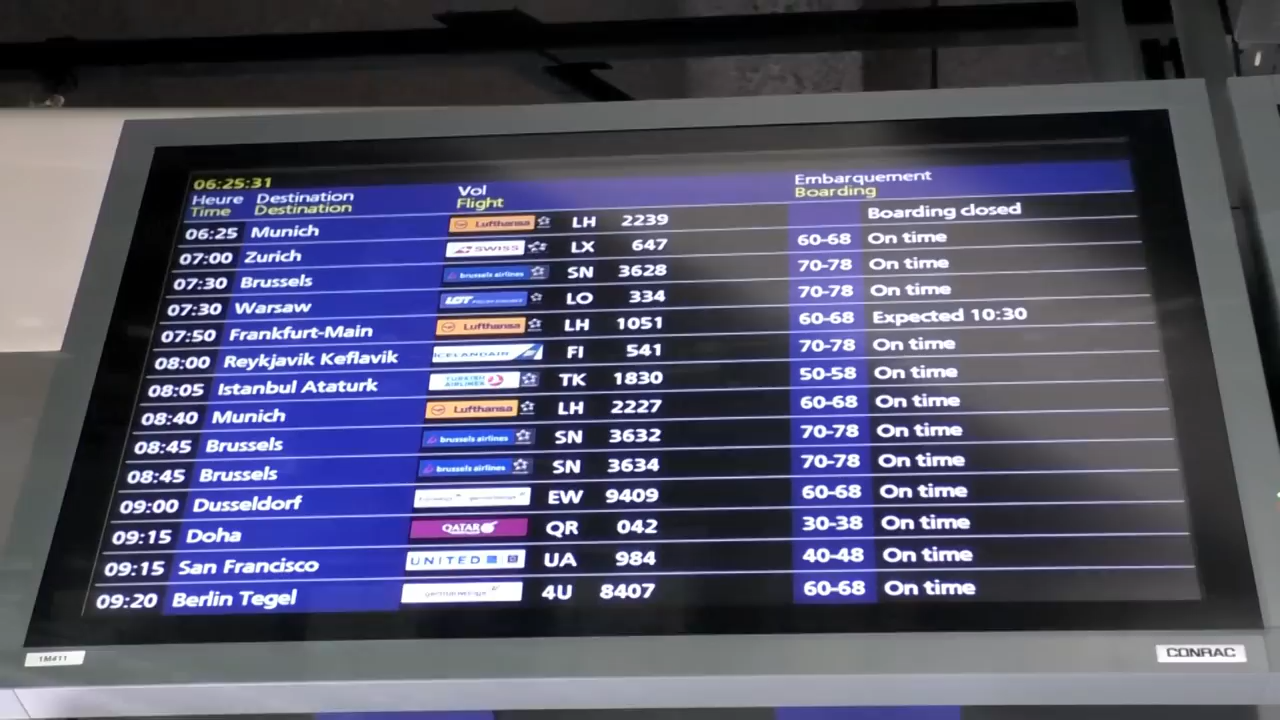 06:25:31
Heure Destination Vol Embarquement
Time Destination Flight Boarding
06:25 Munich Lufthansa LH 2239 Boarding closed
07:00 Zurich SWISS LX 647 60-68 On time
07:30 Brussels brussels airlines SN 3628 70-78 On time
07:30 Warsaw LOT POLISH AIRLINES LO 334 70-78 On time
07:50 Frankfurt-Main Lufthansa LH 1051 60-68 Expected 10:30
08:00 Reykjavik Keflavik ICELANDAIR FI 541 70-78 On time
08:05 Istanbul Ataturk TURKISH AIRLINES TK 1830 50-58 On time
08:40 Munich Lufthansa LH 2227 60-68 On time
08:45 Brussels brussels airlines SN 3632 70-78 On time
08:45 Brussels brussels airlines SN 3634 70-78 On time
09:00 Dusseldorf EW 9409 60-68 On time
09:15 Doha QATAR QR 042 30-38 On time
09:15 San Francisco UNITED UA 984 40-48 On time
09:20 Berlin Tegel germanwings 4U 8407 60-68 On time
1M411
CONRAC